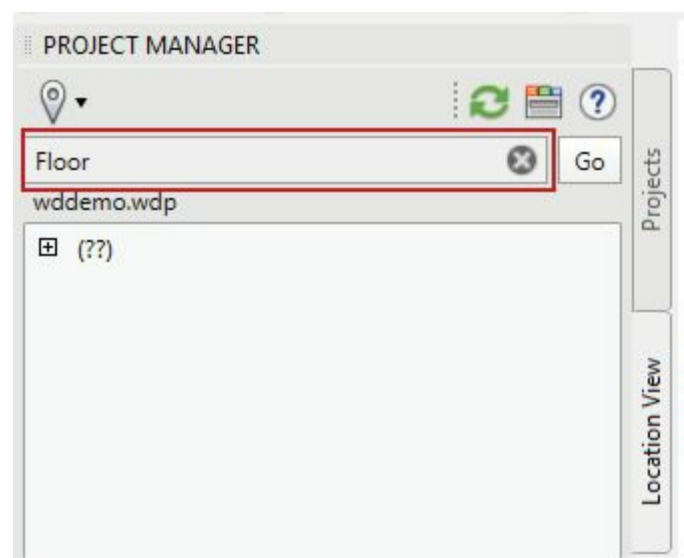 PROJECT MANAGER
?
Floor
Go
wddemo.wdp
(??)
Projects
Location View